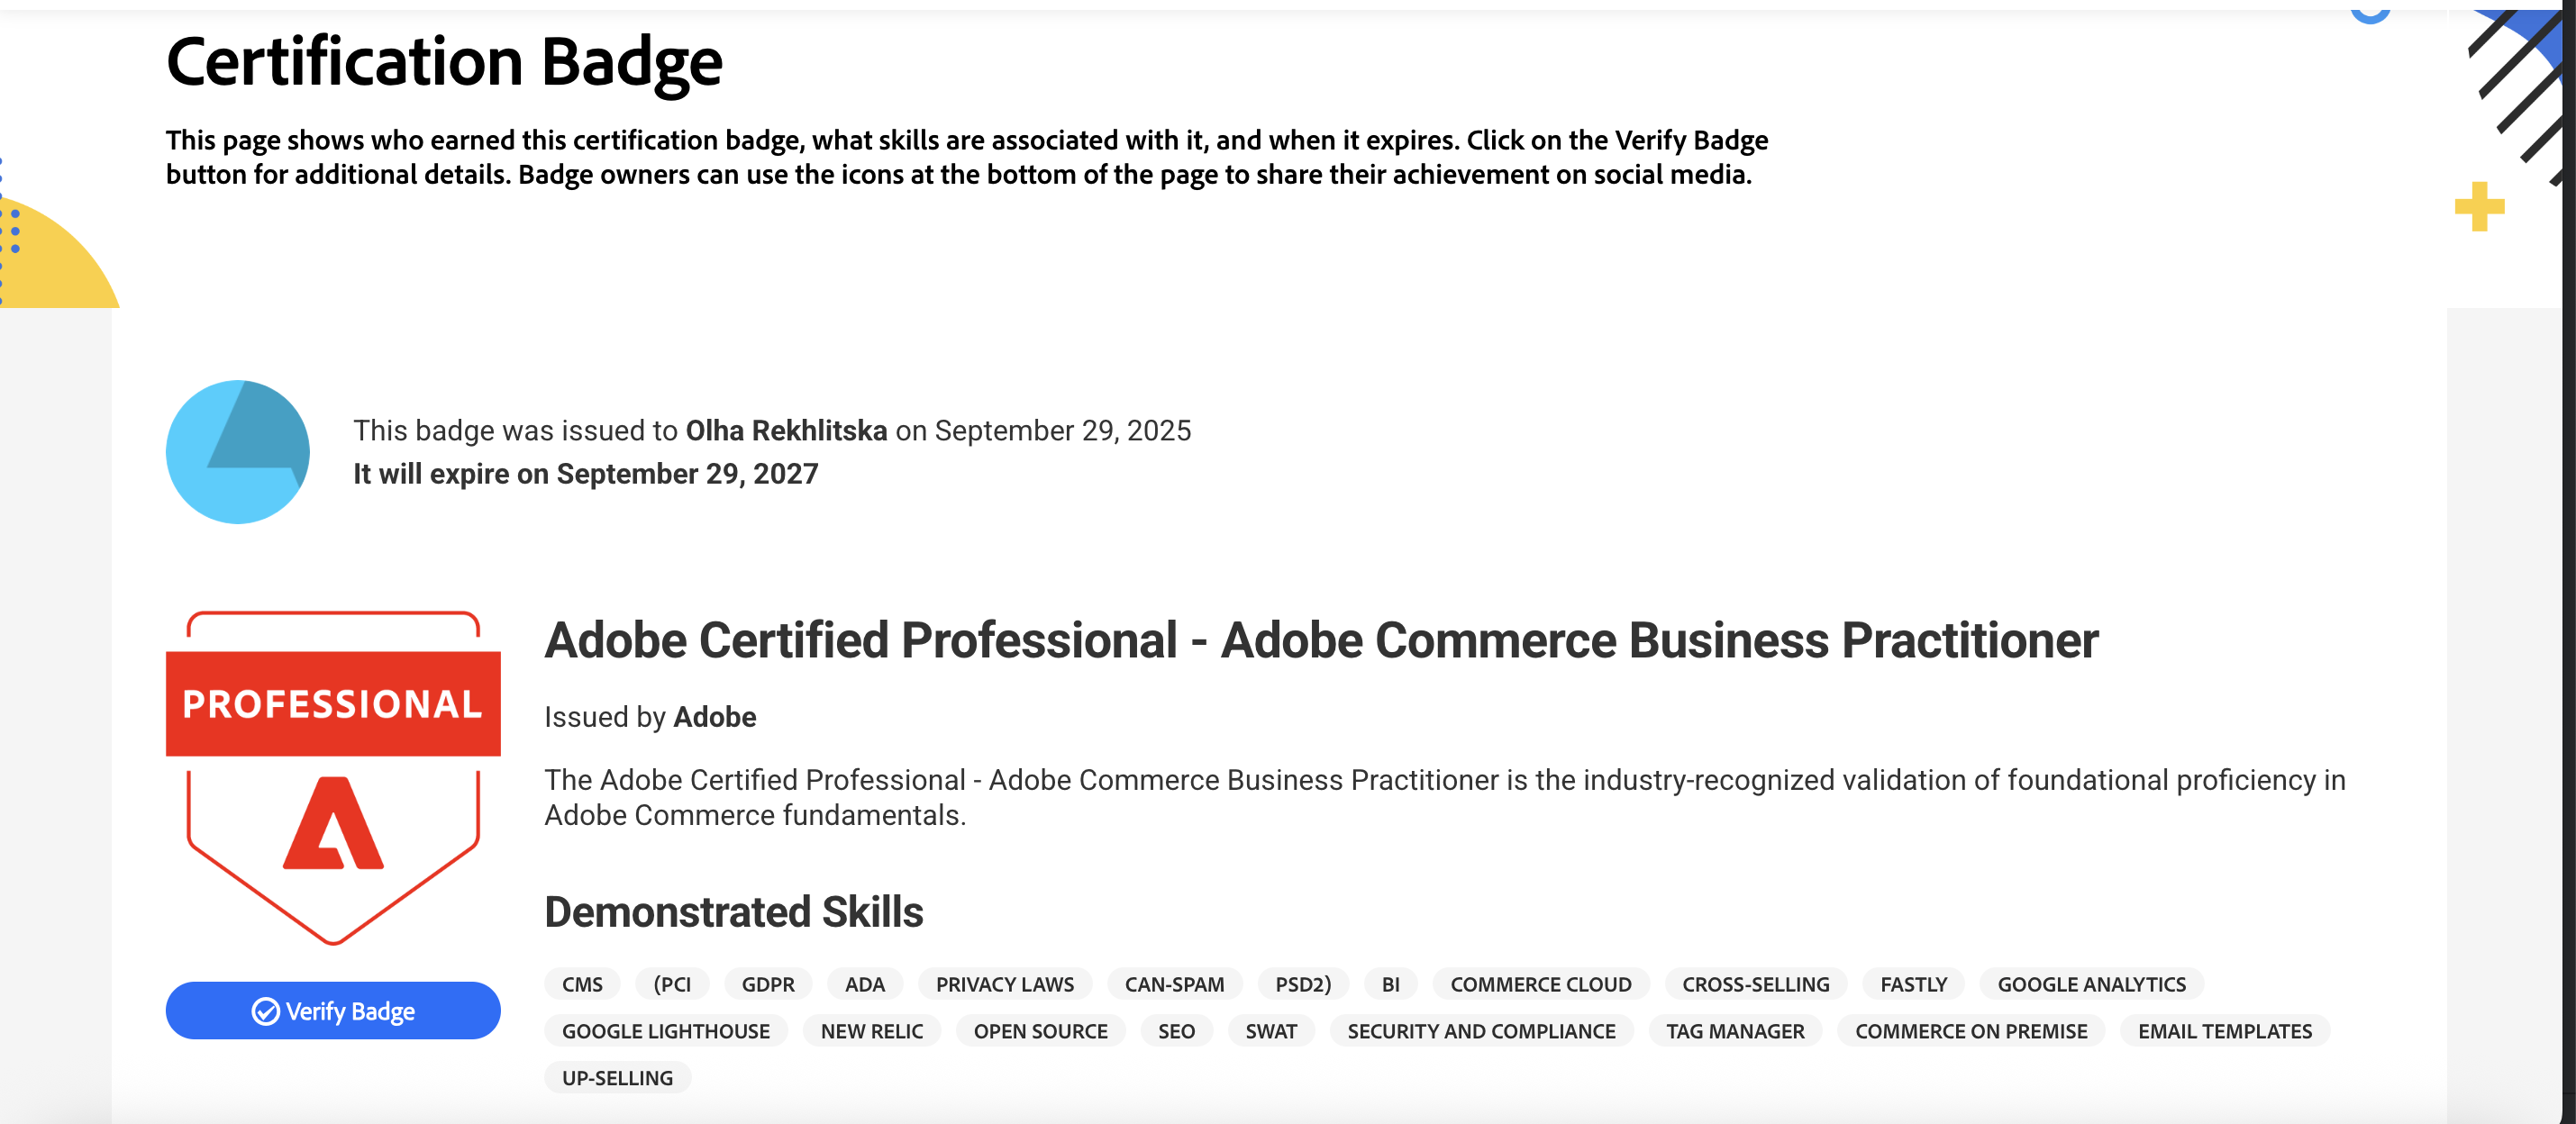 Certification Badge
This page shows who earned this certification badge, what skills are associated with it, and when it expires. Click on the Verify Badge
button for additional details. Badge owners can use the icons at the bottom of the page to share their achievement on social media.
This badge was issued to Olha Rekhlitska on September 29, 2025
It will expire on September 29, 2027
PROFESSIONAL
Verify Badge
Adobe Certified Professional - Adobe Commerce Business Practitioner
Issued by Adobe
The Adobe Certified Professional - Adobe Commerce Business Practitioner is the industry-recognized validation of foundational proficiency in
Adobe Commerce fundamentals.
Demonstrated Skills
CMS (PCI GDPR ADA PRIVACY LAWS CAN-SPAM PSD2) BI COMMERCE CLOUD CROSS-SELLING FASTLY GOOGLE ANALYTICS
GOOGLE LIGHTHOUSE NEW RELIC OPEN SOURCE SEO SWAT SECURITY AND COMPLIANCE TAG MANAGER COMMERCE ON PREMISE EMAIL TEMPLATES
UP-SELLING